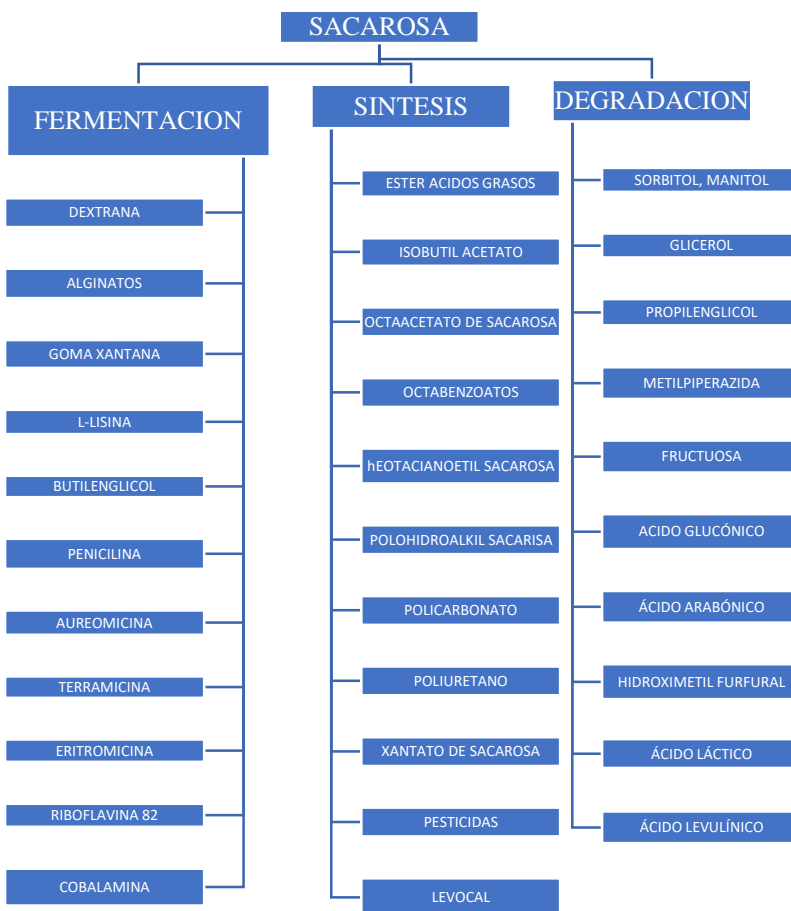 SACAROSA
FERMENTACION
DEXTRANA
ALGINATOS
GOMA XANTANA
L-LISINA
BUTILENGLICOL
PENICILINA
AUREOMICINA
TERRAMICINA
ERITROMICINA
RIBOFLAVINA 82
COBALAMINA
SINTESIS
ESTER ACIDOS GRASOS
ISOBUTIL ACETATO
OCTAACETATO DE SACAROSA
OCTABENZOATOS
hEOTACIANOETIL SACAROSA
POLOHIDROALKIL SACARISA
POLICARBONATO
POLIURETANO
XANTATO DE SACAROSA
PESTICIDAS
LEVOCAL
DEGRADACION
SORBITOL, MANITOL
GLICEROL
PROPILENGLICOL
METILPIPERAZIDA
FRUCTUOSA
ACIDO GLUCÓNICO
ÁCIDO ARABÓNICO
HIDROXIMETIL FURFURAL
ÁCIDO LÁCTICO
ÁCIDO LEVULÍNICO